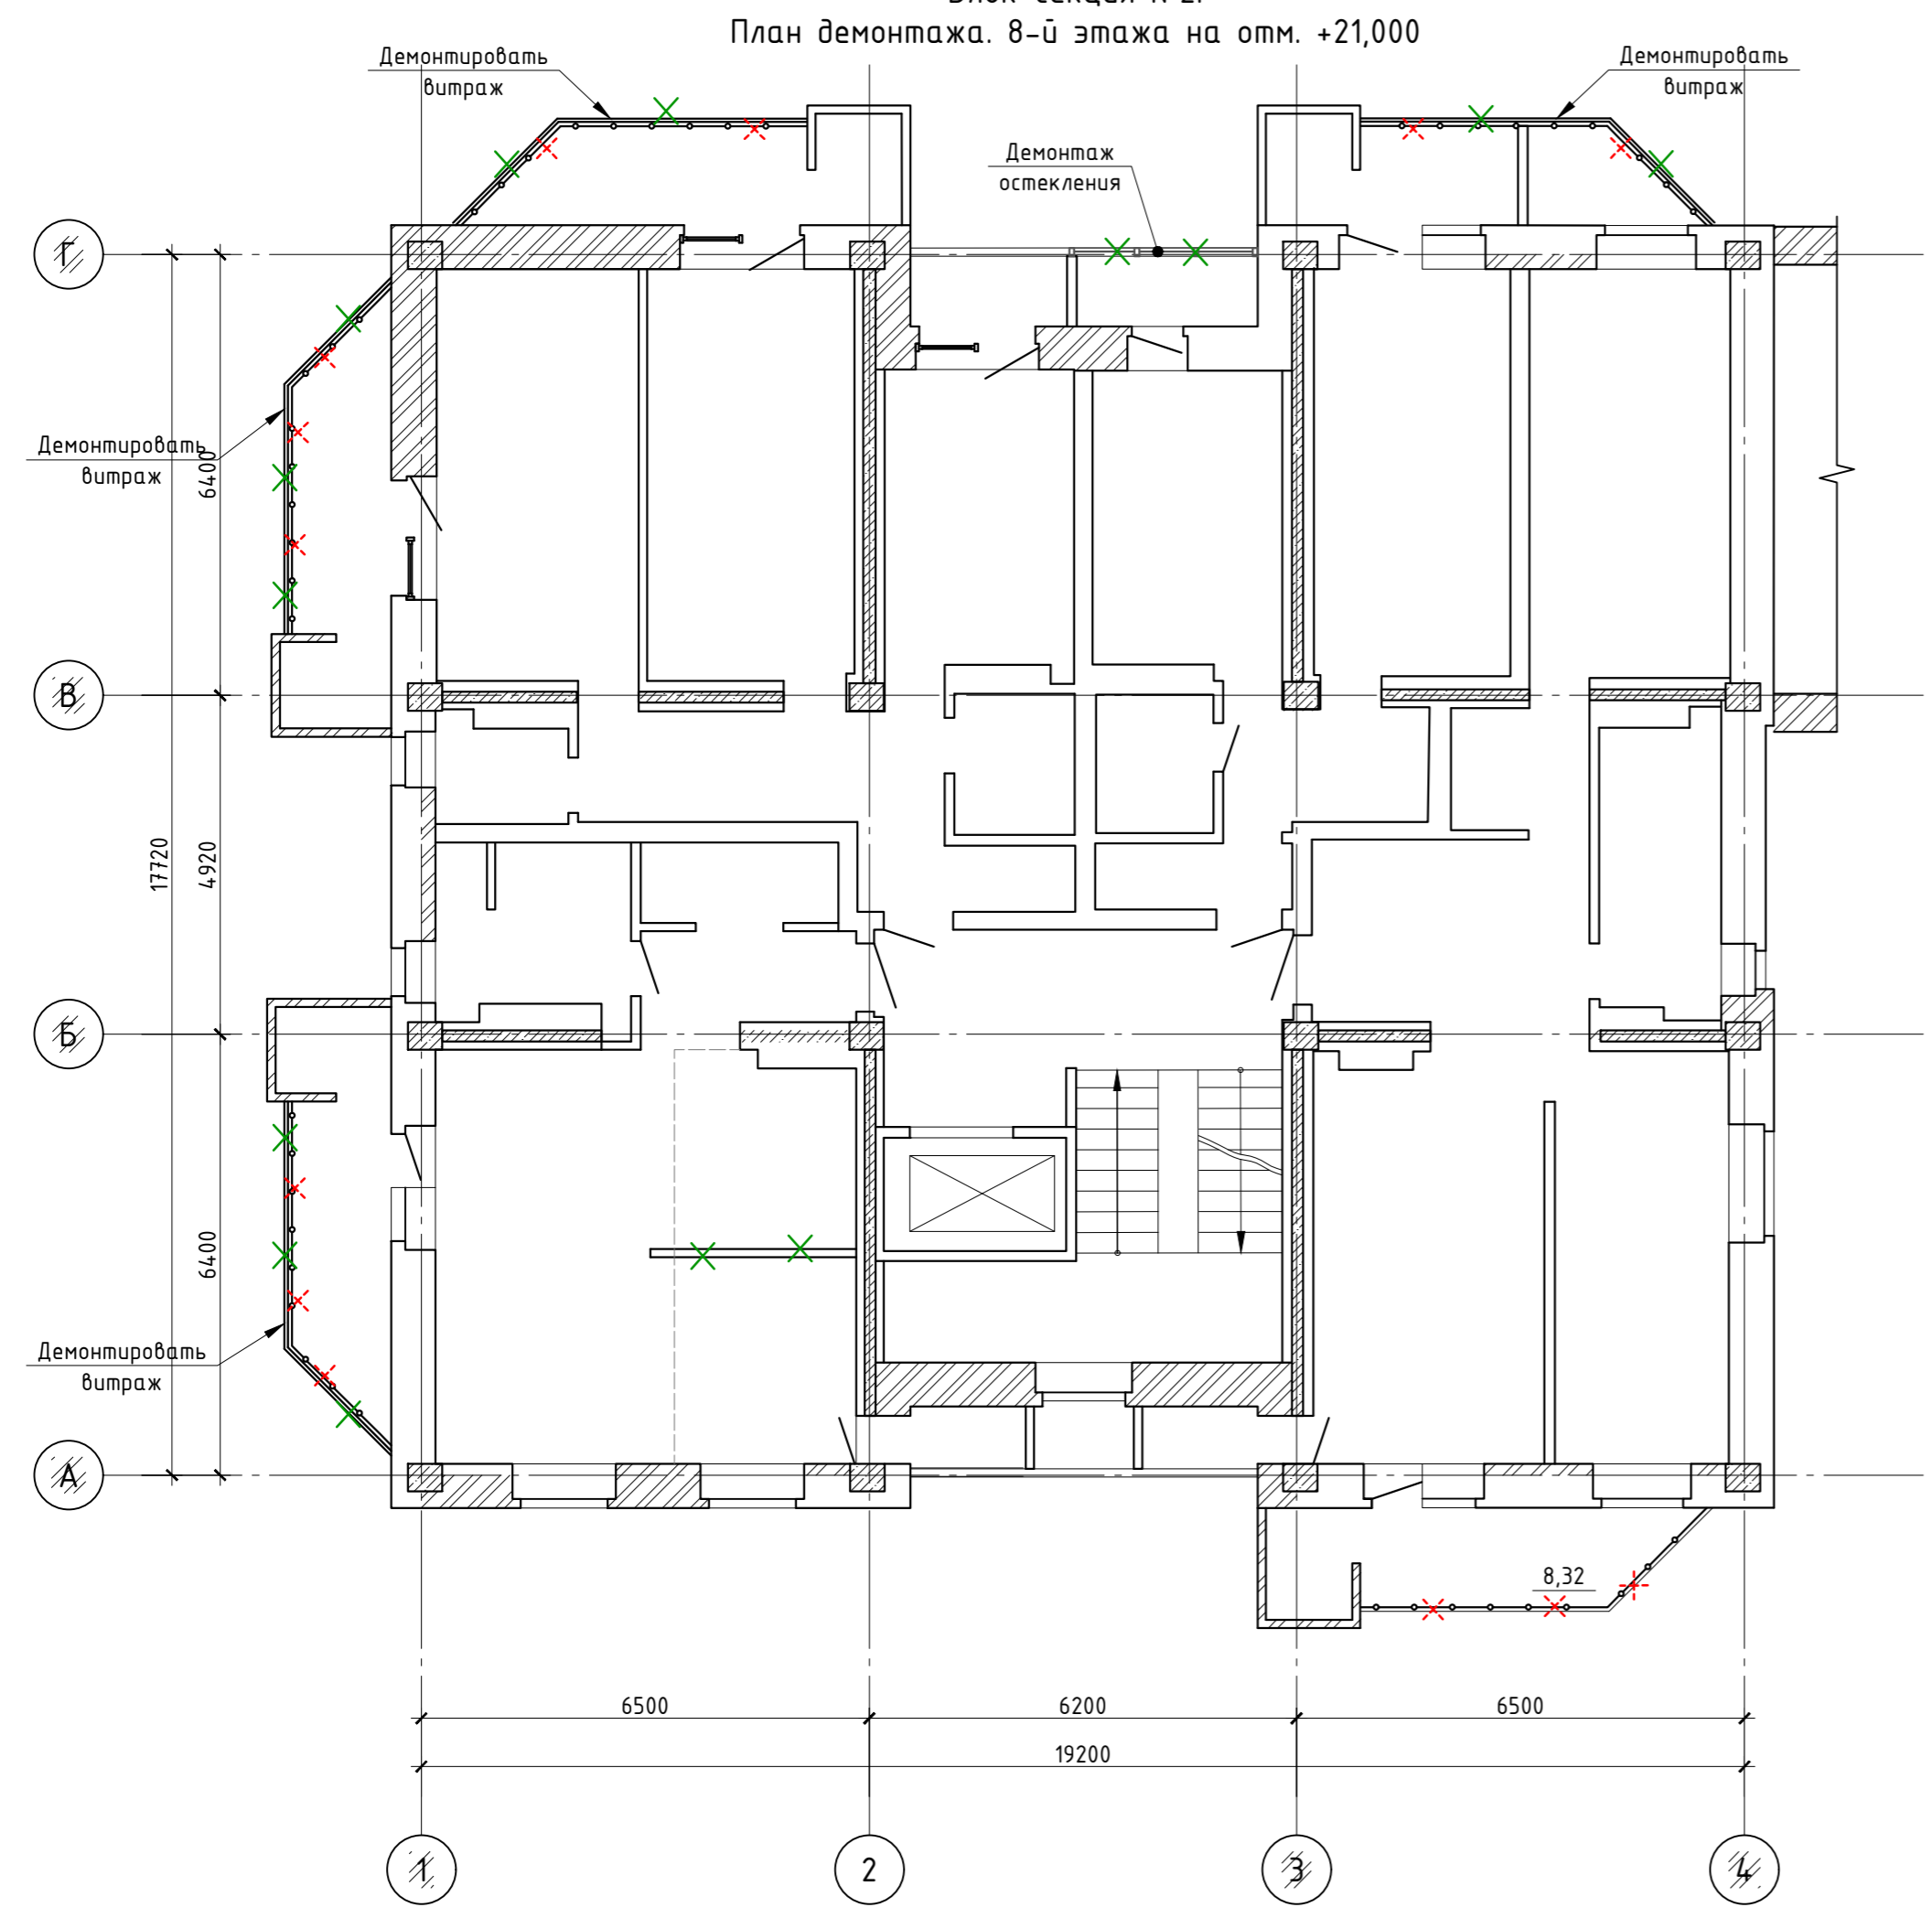 План демонтажа. 8-й этажа на отм. +21,000
Демонтировать
витраж
Демонтировать
витраж
Демонтаж
остекления
Г
Демонтировать
витраж
6400
В
17720
4920
Б
6400
Демонтировать
витраж
А
8,32
6500
6200
6500
19200
1
2
3
4